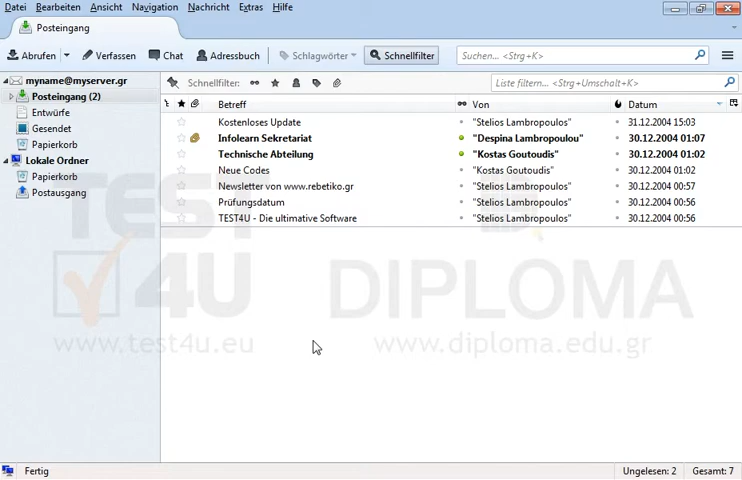 Datei Bearbeiten Ansicht Navigation Nachricht Extras Hilfe
Posteingang
Abrufen Verfassen Chat Adressbuch Schlagwörter Schnellfilter Suchen... <Strg+K>
myname@myserver.gr
Posteingang (2)
Entwürfe
Gesendet
Papierkorb
Lokale Ordner
Papierkorb
Postausgang
Schnellfilter: Liste filtern... <Strg+Umschalt+K>
Betreff Von Datum
Kostenloses Update "Stelios Lambropoulos" 31.12.2004 15:03
Infolearn Sekretariat "Despina Lambropoulou" 30.12.2004 01:07
Technische Abteilung "Kostas Goutoudis" 30.12.2004 01:02
Neue Codes "Kostas Goutoudis" 30.12.2004 01:02
Newsletter von www.rebetiko.gr "Stelios Lambropoulos" 30.12.2004 00:57
Prüfungsdatum "Stelios Lambropoulos" 30.12.2004 00:56
TEST4U - Die ultimative Software "Stelios Lambropoulos" 30.12.2004 00:56
TEST
4U DIPLOMA
www.test4u.eu www.diploma.edu.gr
Fertig Ungelesen: 2 Gesamt: 7